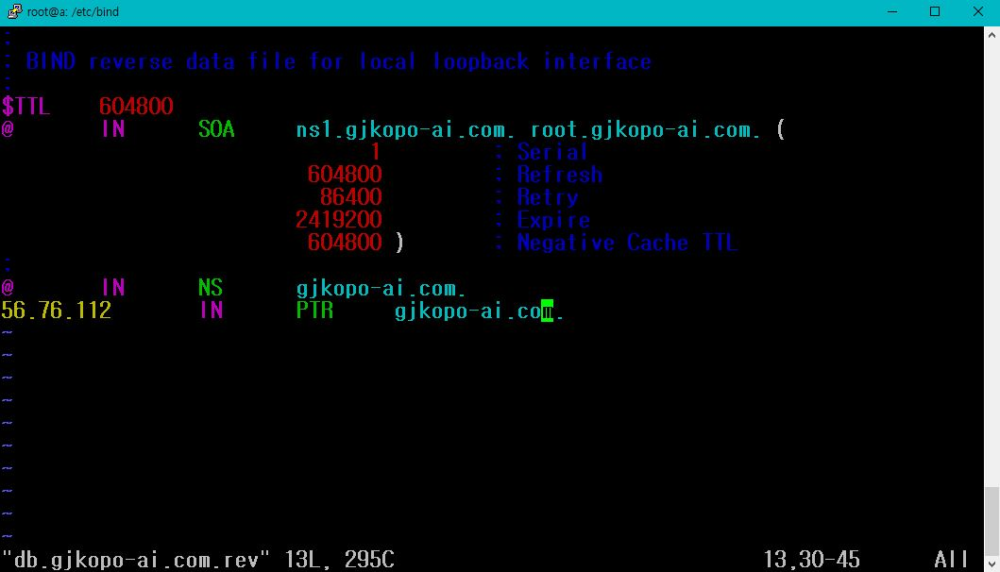 root@a: /etc/bind
;
; BIND reverse data file for local loopback interface
;
$TTL 604800
@ IN SOA ns1.gjkopo-ai.com. root.gjkopo-ai.com. (
1 ; Serial
604800 ; Refresh
86400 ; Retry
2419200 ; Expire
604800 ) ; Negative Cache TTL
;
@ IN NS gjkopo-ai.com.
56.76.112 IN PTR gjkopo-ai.com.
~
~
~
~
~
~
~
~
~
~
"db.gjkopo-ai.com.rev" 13L, 295C 13,30-45 All